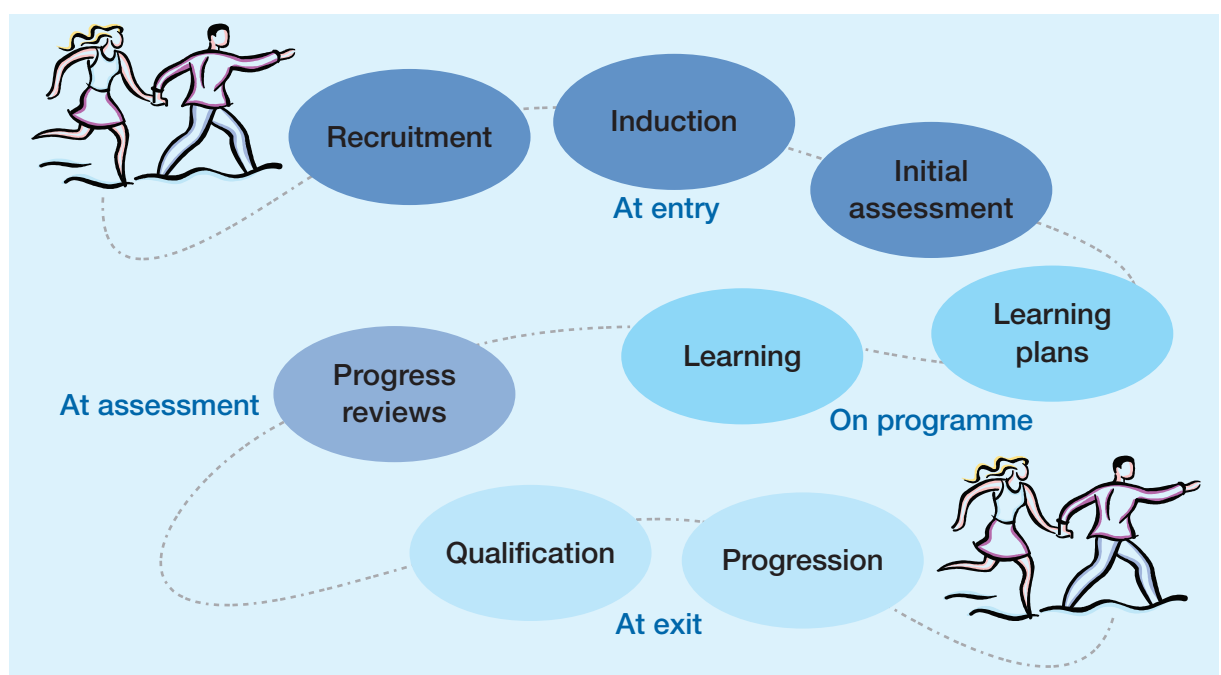 Recruitment
Induction
At entry
Initial
assessment
Learning
plans
Learning
On programme
Progress
reviews
At assessment
Qualification
Progression
At exit